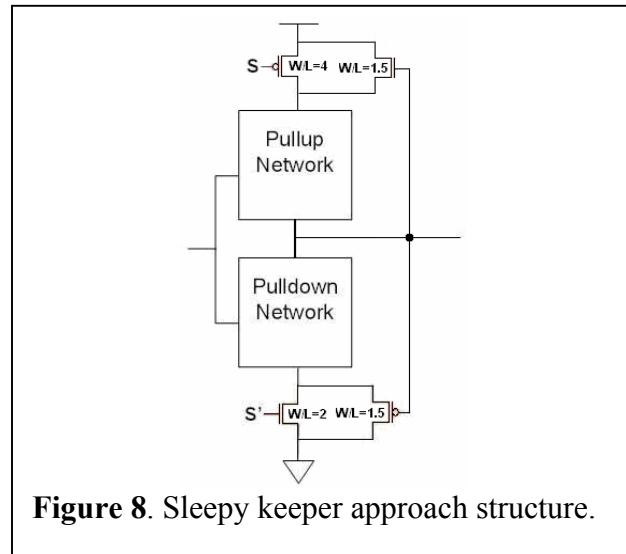 S W/L=4 W/L=1.5
Pullup
Network
Pulldown
Network
S' W/L=2 W/L=1.5
Figure 8. Sleepy keeper approach structure.